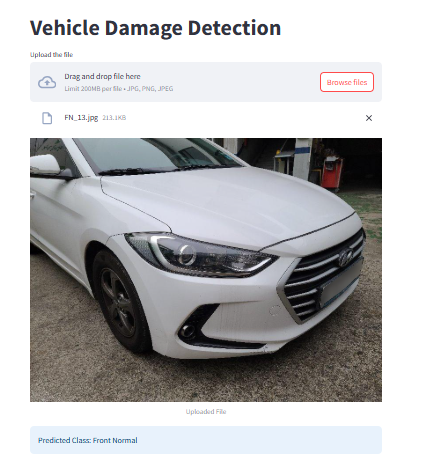 Vehicle Damage Detection
Upload the file
Drag and drop file here
Limit 200MB per file • JPG, PNG, JPEG
Browse files
FN_13.jpg 213.1KB
Uploaded File
Predicted Class: Front Normal